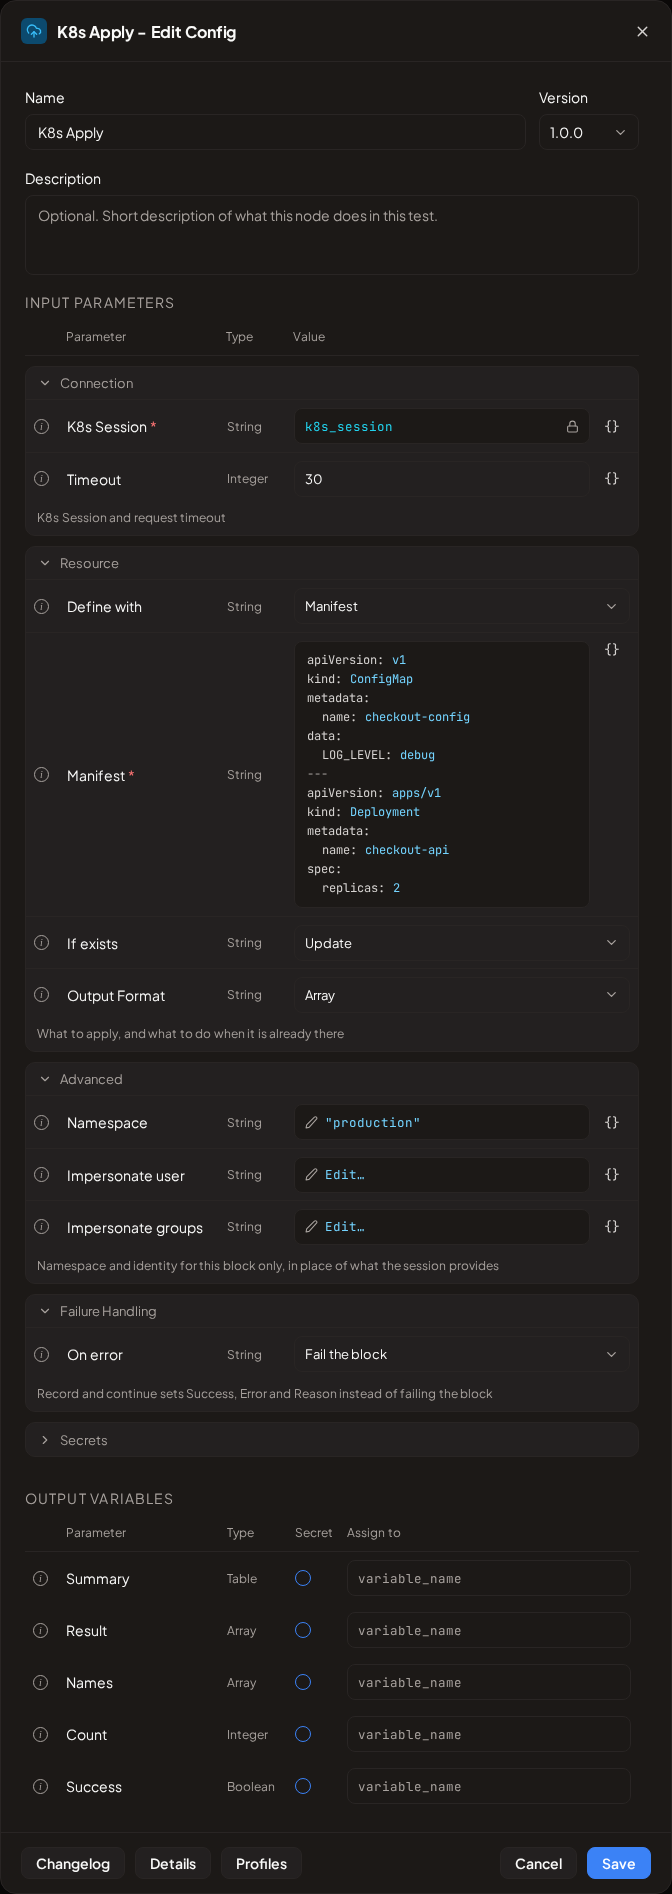 K8s Apply - Edit Config
Name
Version
K8s Apply
1.0.0
Description
Optional. Short description of what this node does in this test.
INPUT PARAMETERS
Parameter Type Value
Connection
K8s Session * String k8s_session {}
Timeout Integer 30 {}
K8s Session and request timeout
Resource
Define with String Manifest
Manifest * String {}
apiVersion: v1
kind: ConfigMap
metadata:
  name: checkout-config
data:
  LOG_LEVEL: debug
---
apiVersion: apps/v1
kind: Deployment
metadata:
  name: checkout-api
spec:
  replicas: 2
If exists String Update
Output Format String Array
What to apply, and what to do when it is already there
Advanced
Namespace String "production" {}
Impersonate user String Edit… {}
Impersonate groups String Edit… {}
Namespace and identity for this block only, in place of what the session provides
Failure Handling
On error String Fail the block
Record and continue sets Success, Error and Reason instead of failing the block
Secrets
OUTPUT VARIABLES
Parameter Type Secret Assign to
Summary Table variable_name
Result Array variable_name
Names Array variable_name
Count Integer variable_name
Success Boolean variable_name
Changelog Details Profiles Cancel Save